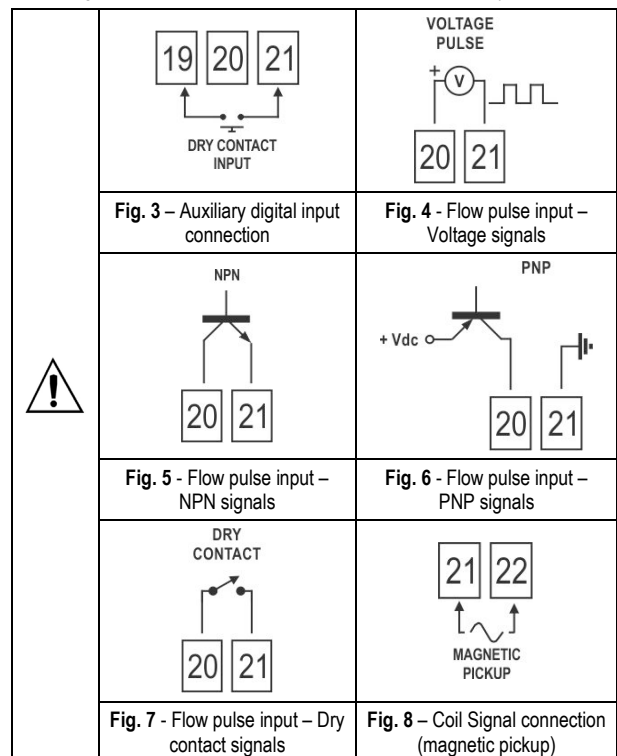 19 20 21
DRY CONTACT
INPUT
Fig. 3 – Auxiliary digital input
connection
VOLTAGE
PULSE
+ V
20 21
Fig. 4 - Flow pulse input –
Voltage signals
NPN
20 21
Fig. 5 - Flow pulse input –
NPN signals
PNP
+ Vdc
20 21
Fig. 6 - Flow pulse input –
PNP signals
DRY
CONTACT
20 21
Fig. 7 - Flow pulse input – Dry
contact signals
21 22
MAGNETIC
PICKUP
Fig. 8 – Coil Signal connection
(magnetic pickup)